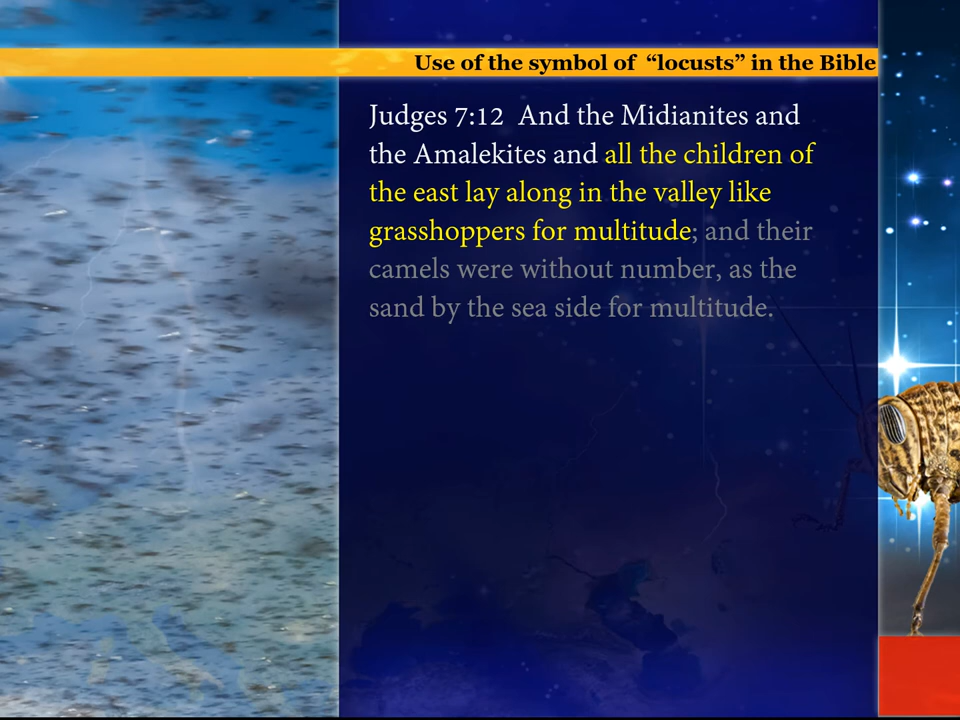 Use of the symbol of “locusts” in the Bible
Judges 7:12 And the Midianites and
the Amalekites and all the children of
the east lay along in the valley like
grasshoppers for multitude; and their
camels were without number, as the
sand by the sea side for multitude.